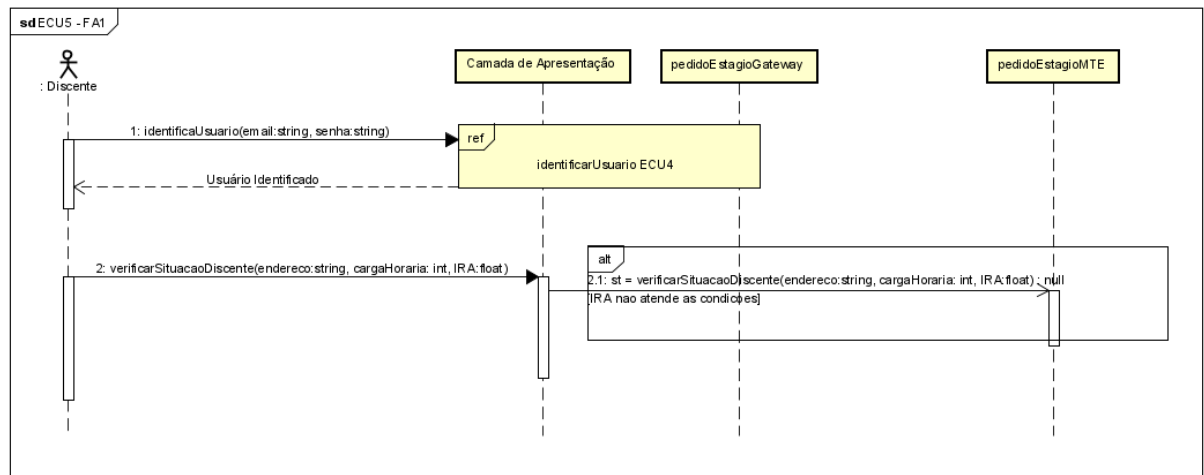 sd ECU5 - FA1
: Discente
Camada de Apresentação
pedidoEstagioGateway
pedidoEstagioMTE
1: identificaUsuario(email:string, senha:string)
ref
identificarUsuario ECU4
Usuário Identificado
2: verificarSituacaoDiscente(endereco:string, cargaHoraria: int, IRA:float)
alt
2.1: st = verificarSituacaoDiscente(endereco:string, cargaHoraria: int, IRA:float) : null
[IRA nao atende as condicões]